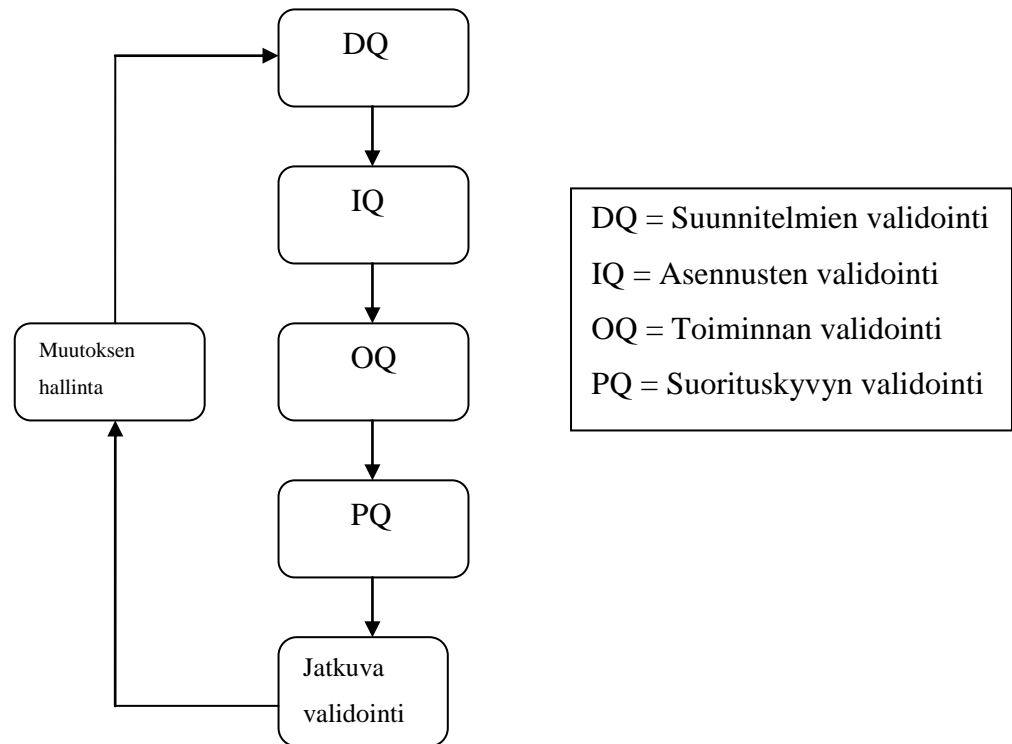 DQ
IQ
OQ
PQ
Jatkuva
validointi
Muutoksen
hallinta
DQ = Suunnitelmien validointi
IQ = Asennusten validointi
OQ = Toiminnan validointi
PQ = Suorituskyvyn validointi